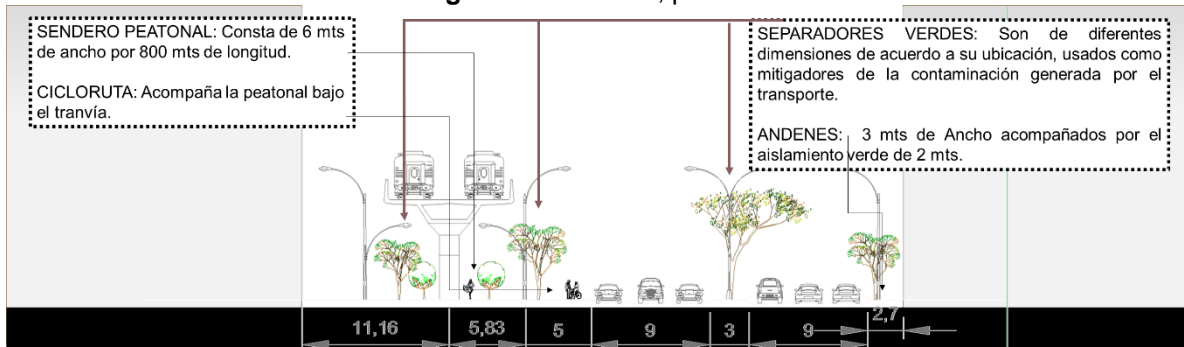 SENDERO PEATONAL: Consta de 6 mts
de ancho por 800 mts de longitud.
CICLORUTA: Acompaña la peatonal bajo
el tranvía.
SEPARADORES VERDES: Son de diferentes
dimensiones de acuerdo a su ubicación, usados como
mitigadores de la contaminación generada por el
transporte.
ANDENES: 3 mts de Ancho acompañados por el
aislamiento verde de 2 mts.
11,16 5,83 5 9 3 9 2,7